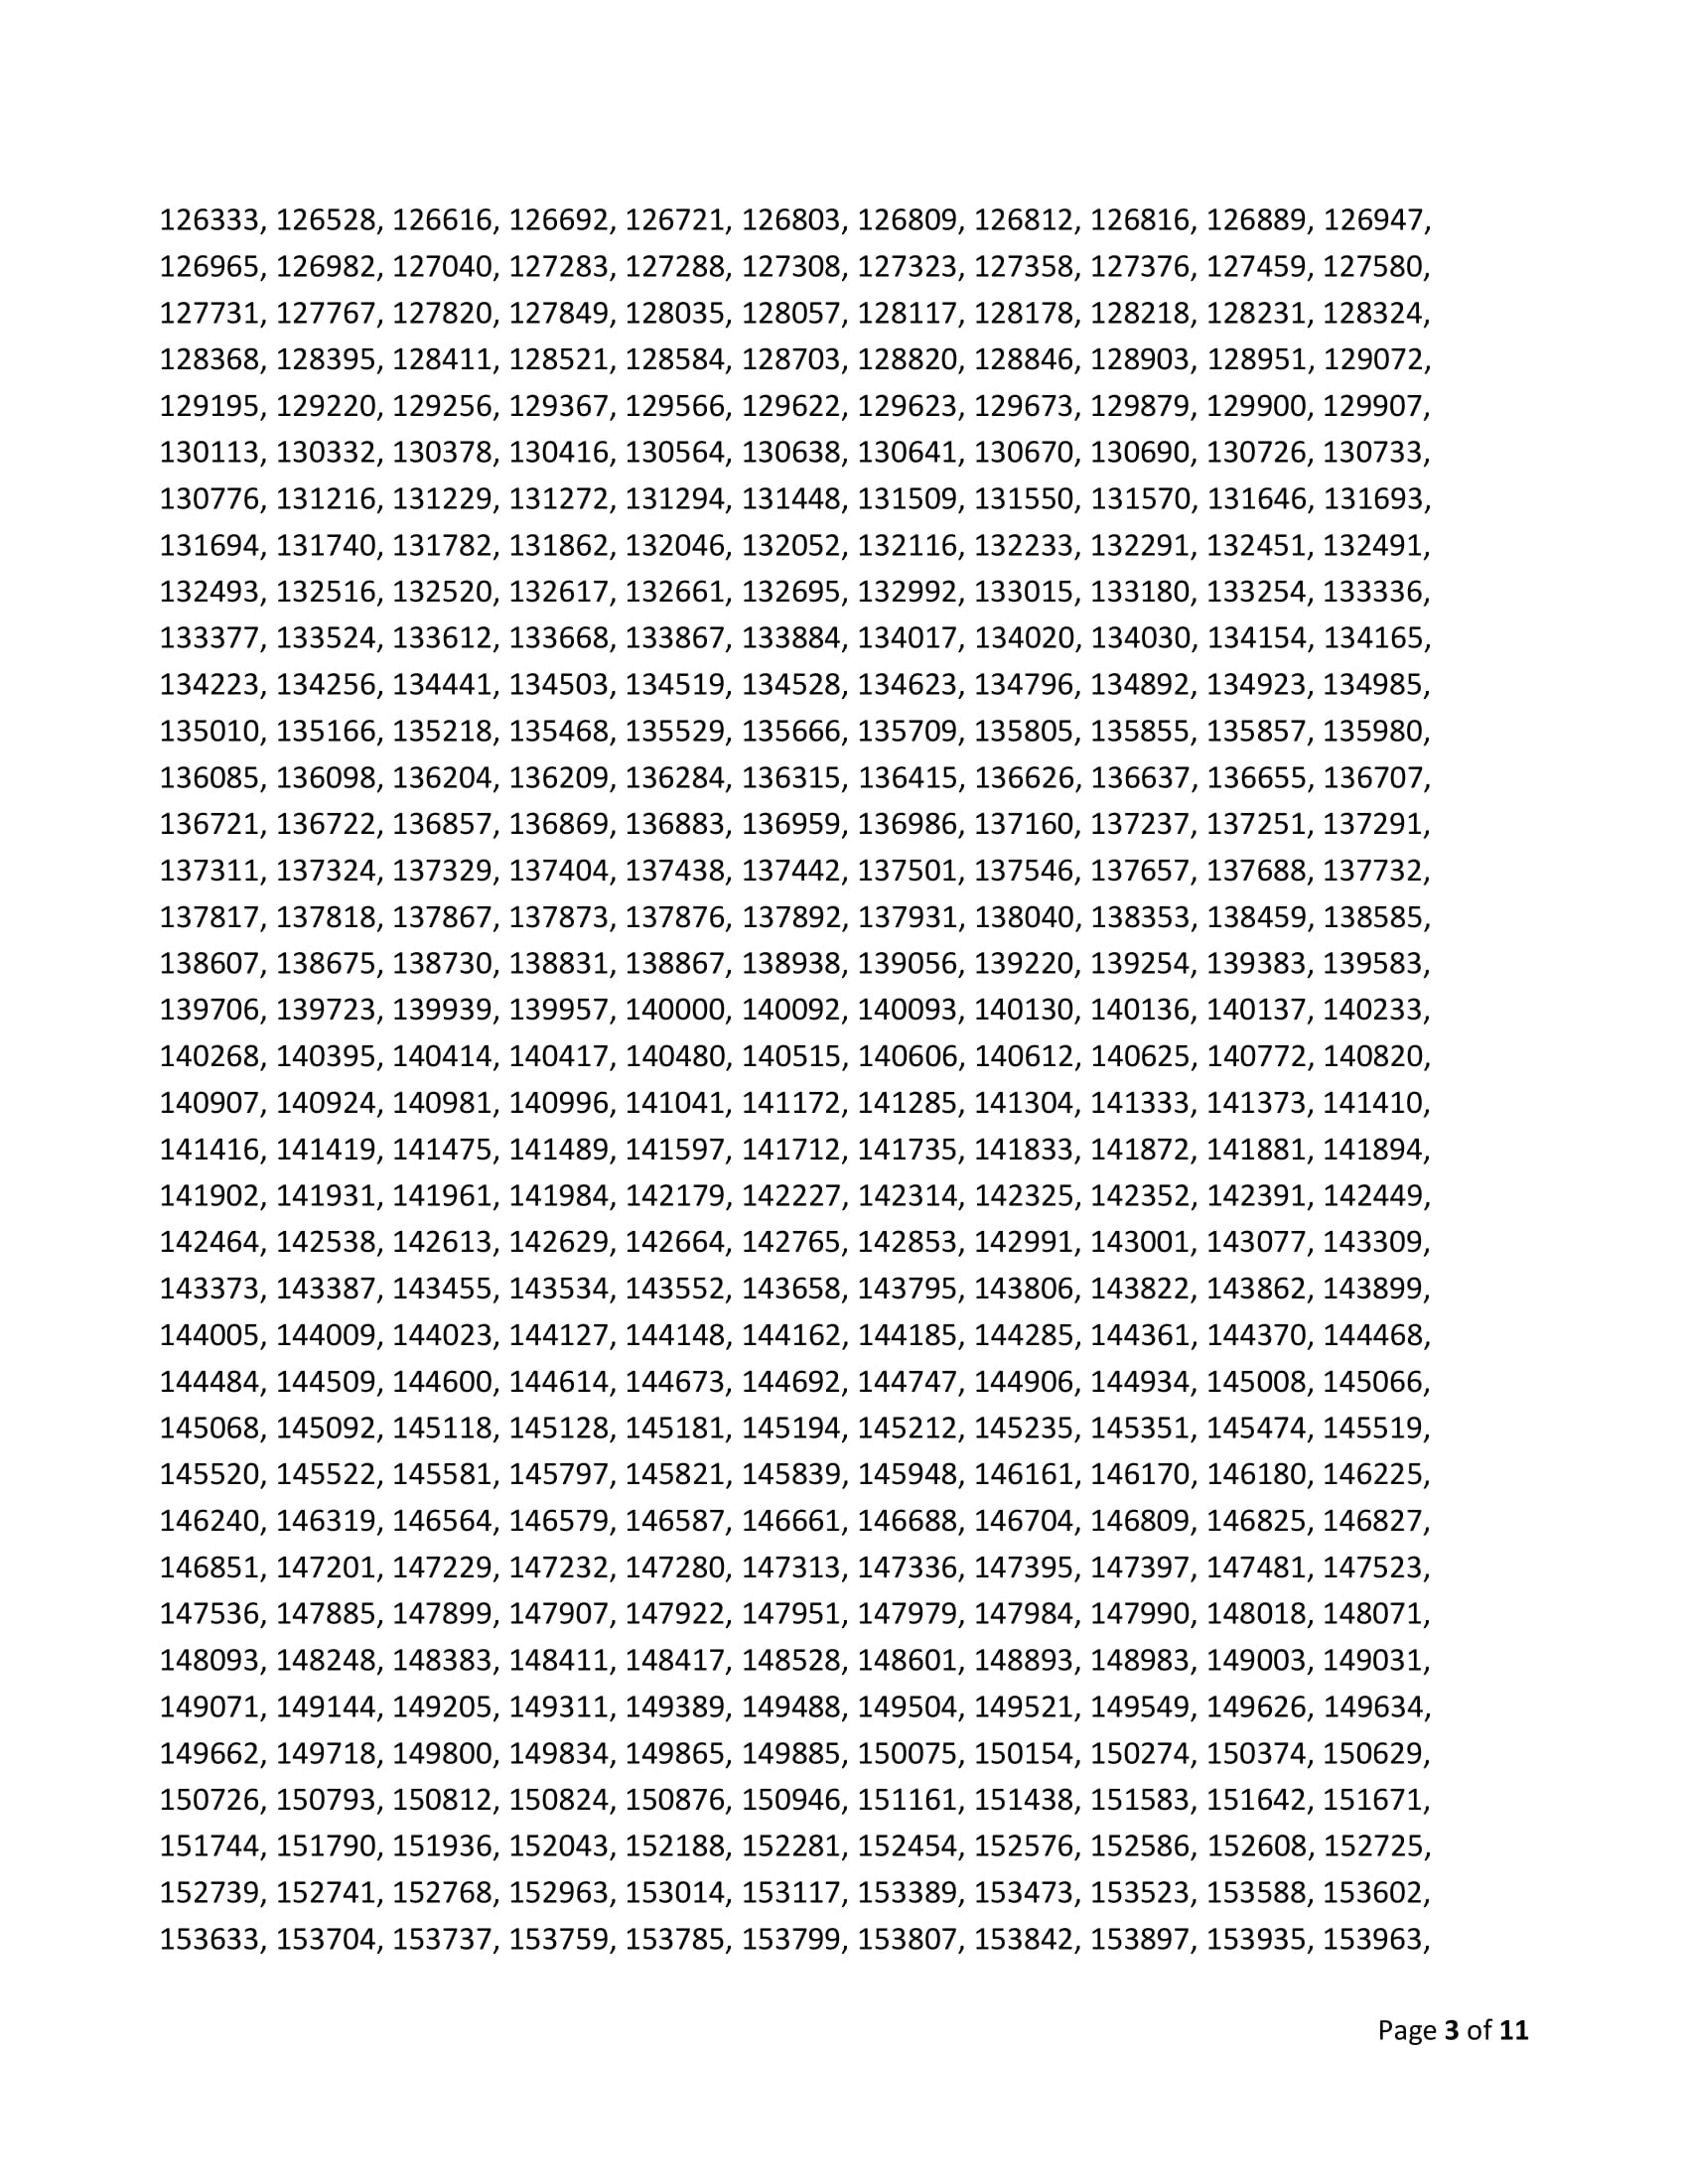 126333, 126528, 126616, 126692, 126721, 126803, 126809, 126812, 126816, 126889, 126947,
126965, 126982, 127040, 127283, 127288, 127308, 127323, 127358, 127376, 127459, 127580,
127731, 127767, 127820, 127849, 128035, 128057, 128117, 128178, 128218, 128231, 128324,
128368, 128395, 128411, 128521, 128584, 128703, 128820, 128846, 128903, 128951, 129072,
129195, 129220, 129256, 129367, 129566, 129622, 129623, 129673, 129879, 129900, 129907,
130113, 130332, 130378, 130416, 130564, 130638, 130641, 130670, 130690, 130726, 130733,
130776, 131216, 131229, 131272, 131294, 131448, 131509, 131550, 131570, 131646, 131693,
131694, 131740, 131782, 131862, 132046, 132052, 132116, 132233, 132291, 132451, 132491,
132493, 132516, 132520, 132617, 132661, 132695, 132992, 133015, 133180, 133254, 133336,
133377, 133524, 133612, 133668, 133867, 133884, 134017, 134020, 134030, 134154, 134165,
134223, 134256, 134441, 134503, 134519, 134528, 134623, 134796, 134892, 134923, 134985,
135010, 135166, 135218, 135468, 135529, 135666, 135709, 135805, 135855, 135857, 135980,
136085, 136098, 136204, 136209, 136284, 136315, 136415, 136626, 136637, 136655, 136707,
136721, 136722, 136857, 136869, 136883, 136959, 136986, 137160, 137237, 137251, 137291,
137311, 137324, 137329, 137404, 137438, 137442, 137501, 137546, 137657, 137688, 137732,
137817, 137818, 137867, 137873, 137876, 137892, 137931, 138040, 138353, 138459, 138585,
138607, 138675, 138730, 138831, 138867, 138938, 139056, 139220, 139254, 139383, 139583,
139706, 139723, 139939, 139957, 140000, 140092, 140093, 140130, 140136, 140137, 140233,
140268, 140395, 140414, 140417, 140480, 140515, 140606, 140612, 140625, 140772, 140820,
140907, 140924, 140981, 140996, 141041, 141172, 141285, 141304, 141333, 141373, 141410,
141416, 141419, 141475, 141489, 141597, 141712, 141735, 141833, 141872, 141881, 141894,
141902, 141931, 141961, 141984, 142179, 142227, 142314, 142325, 142352, 142391, 142449,
142464, 142538, 142613, 142629, 142664, 142765, 142853, 142991, 143001, 143077, 143309,
143373, 143387, 143455, 143534, 143552, 143658, 143795, 143806, 143822, 143862, 143899,
144005, 144009, 144023, 144127, 144148, 144162, 144185, 144285, 144361, 144370, 144468,
144484, 144509, 144600, 144614, 144673, 144692, 144747, 144906, 144934, 145008, 145066,
145068, 145092, 145118, 145128, 145181, 145194, 145212, 145235, 145351, 145474, 145519,
145520, 145522, 145581, 145797, 145821, 145839, 145948, 146161, 146170, 146180, 146225,
146240, 146319, 146564, 146579, 146587, 146661, 146688, 146704, 146809, 146825, 146827,
146851, 147201, 147229, 147232, 147280, 147313, 147336, 147395, 147397, 147481, 147523,
147536, 147885, 147899, 147907, 147922, 147951, 147979, 147984, 147990, 148018, 148071,
148093, 148248, 148383, 148411, 148417, 148528, 148601, 148893, 148983, 149003, 149031,
149071, 149144, 149205, 149311, 149389, 149488, 149504, 149521, 149549, 149626, 149634,
149662, 149718, 149800, 149834, 149865, 149885, 150075, 150154, 150274, 150374, 150629,
150726, 150793, 150812, 150824, 150876, 150946, 151161, 151438, 151583, 151642, 151671,
151744, 151790, 151936, 152043, 152188, 152281, 152454, 152576, 152586, 152608, 152725,
152739, 152741, 152768, 152963, 153014, 153117, 153389, 153473, 153523, 153588, 153602,
153633, 153704, 153737, 153759, 153785, 153799, 153807, 153842, 153897, 153935, 153963,
Page 3 of 11